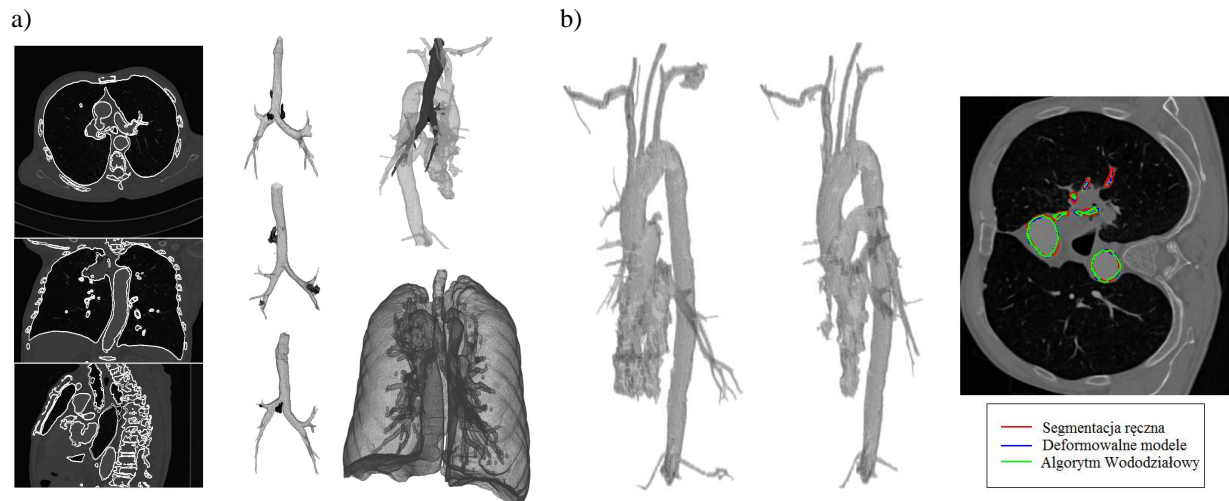 a)
b)
Segmentacja ręczna
Deformowalne modele
Algorytm Wododziałowy